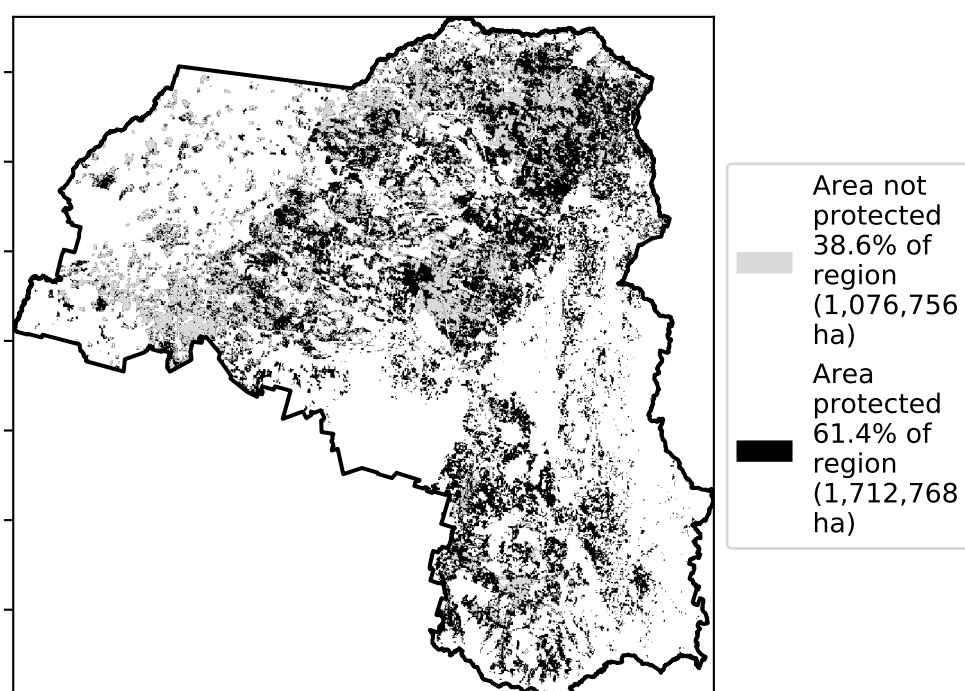 Area not
protected
38.6% of
region
(1,076,756
ha)
Area
protected
61.4% of
region
(1,712,768
ha)